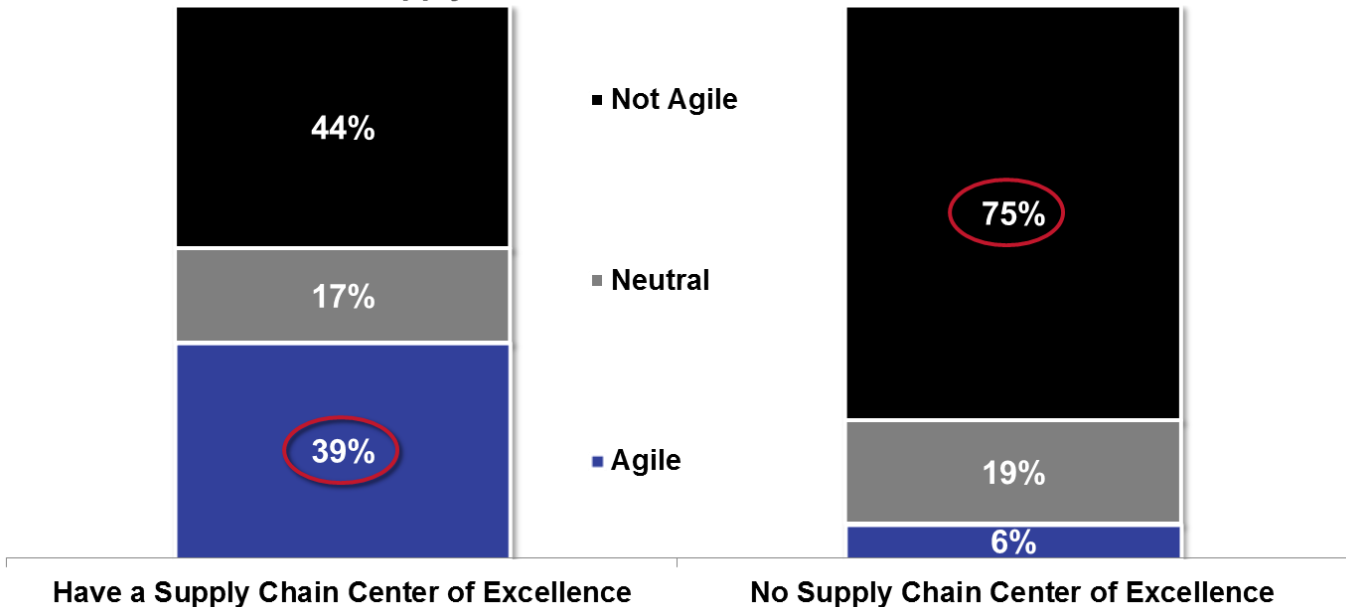 44%
17%
39%
Not Agile
Neutral
Agile
75%
19%
6%
Have a Supply Chain Center of Excellence
No Supply Chain Center of Excellence